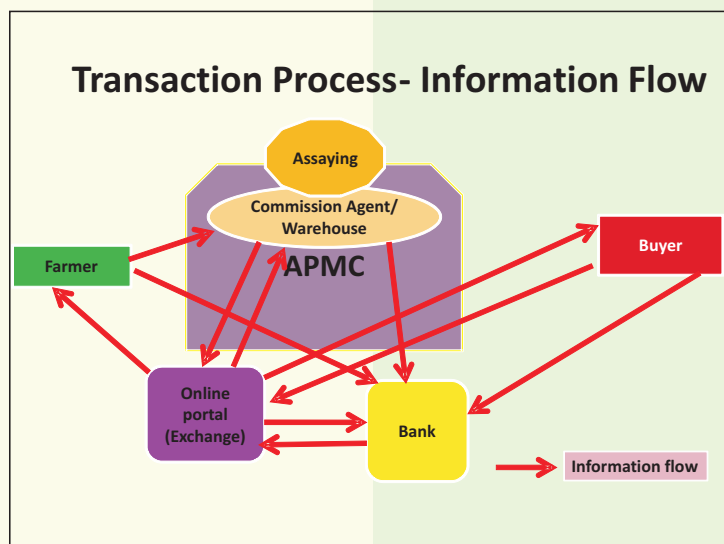 Transaction Process- Information Flow
Assaying
Commission Agent/
Warehouse
APMC
Farmer
Buyer
Online
portal
(Exchange)
Bank
Information flow